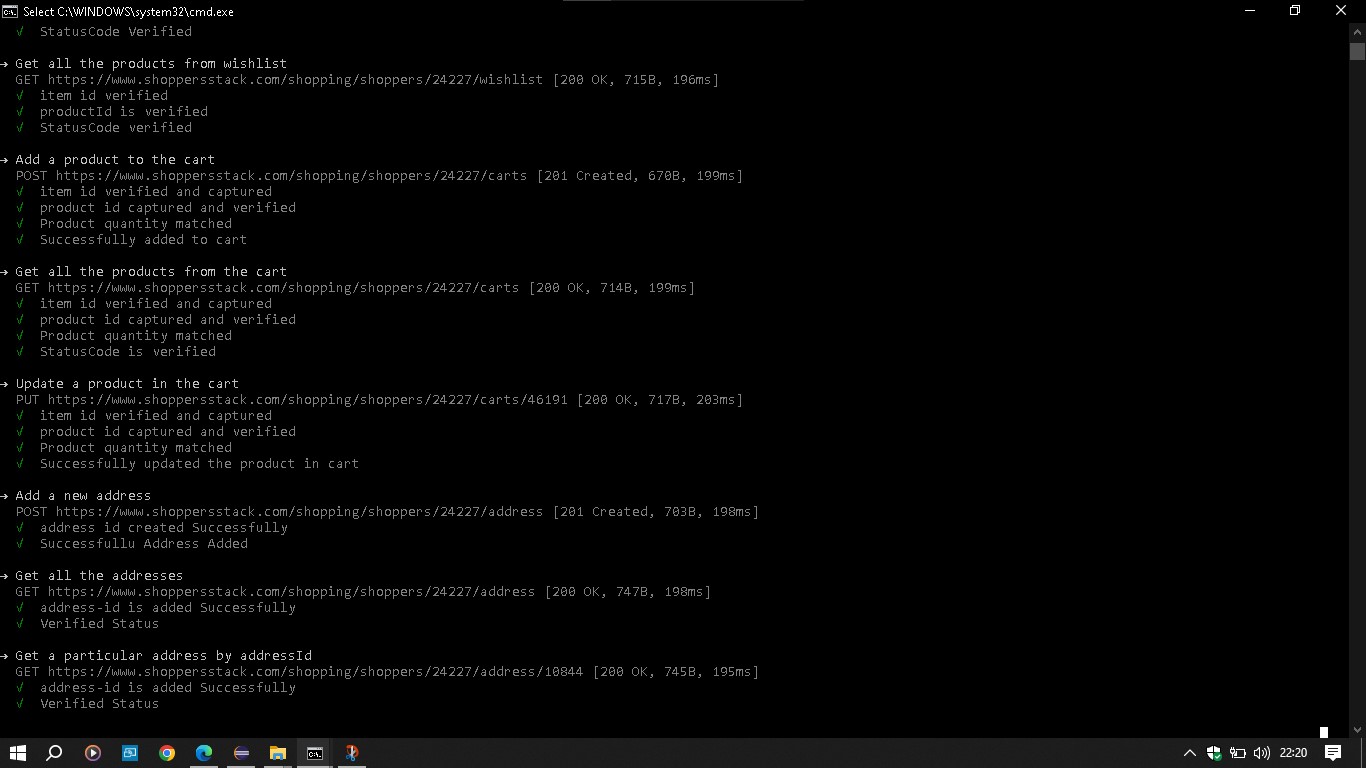 Select C:\WINDOWS\system32\cmd.exe
√ StatusCode Verified
→ Get all the products from wishlist
GET https://www.shoppersstack.com/shopping/shoppers/24227/wishlist [200 OK, 715B, 196ms]
√ item id verified
√ productId is verified
√ StatusCode verified
→ Add a product to the cart
POST https://www.shoppersstack.com/shopping/shoppers/24227/carts [201 Created, 670B, 199ms]
√ item id verified and captured
√ product id captured and verified
√ Product quantity matched
√ Successfully added to cart
→ Get all the products from the cart
GET https://www.shoppersstack.com/shopping/shoppers/24227/carts [200 OK, 714B, 199ms]
√ item id verified and captured
√ product id captured and verified
√ Product quantity matched
√ StatusCode is verified
→ Update a product in the cart
PUT https://www.shoppersstack.com/shopping/shoppers/24227/carts/46191 [200 OK, 717B, 203ms]
√ item id verified and captured
√ product id captured and verified
√ Product quantity matched
√ Successfully updated the product in cart
→ Add a new address
POST https://www.shoppersstack.com/shopping/shoppers/24227/address [201 Created, 703B, 198ms]
√ address id created Successfully
√ Successfullu Address Added
→ Get all the addresses
GET https://www.shoppersstack.com/shopping/shoppers/24227/address [200 OK, 747B, 198ms]
√ address-id is added Successfully
√ Verified Status
→ Get a particular address by addressId
GET https://www.shoppersstack.com/shopping/shoppers/24227/address/10844 [200 OK, 745B, 195ms]
√ address-id is added Successfully
√ Verified Status
22:20